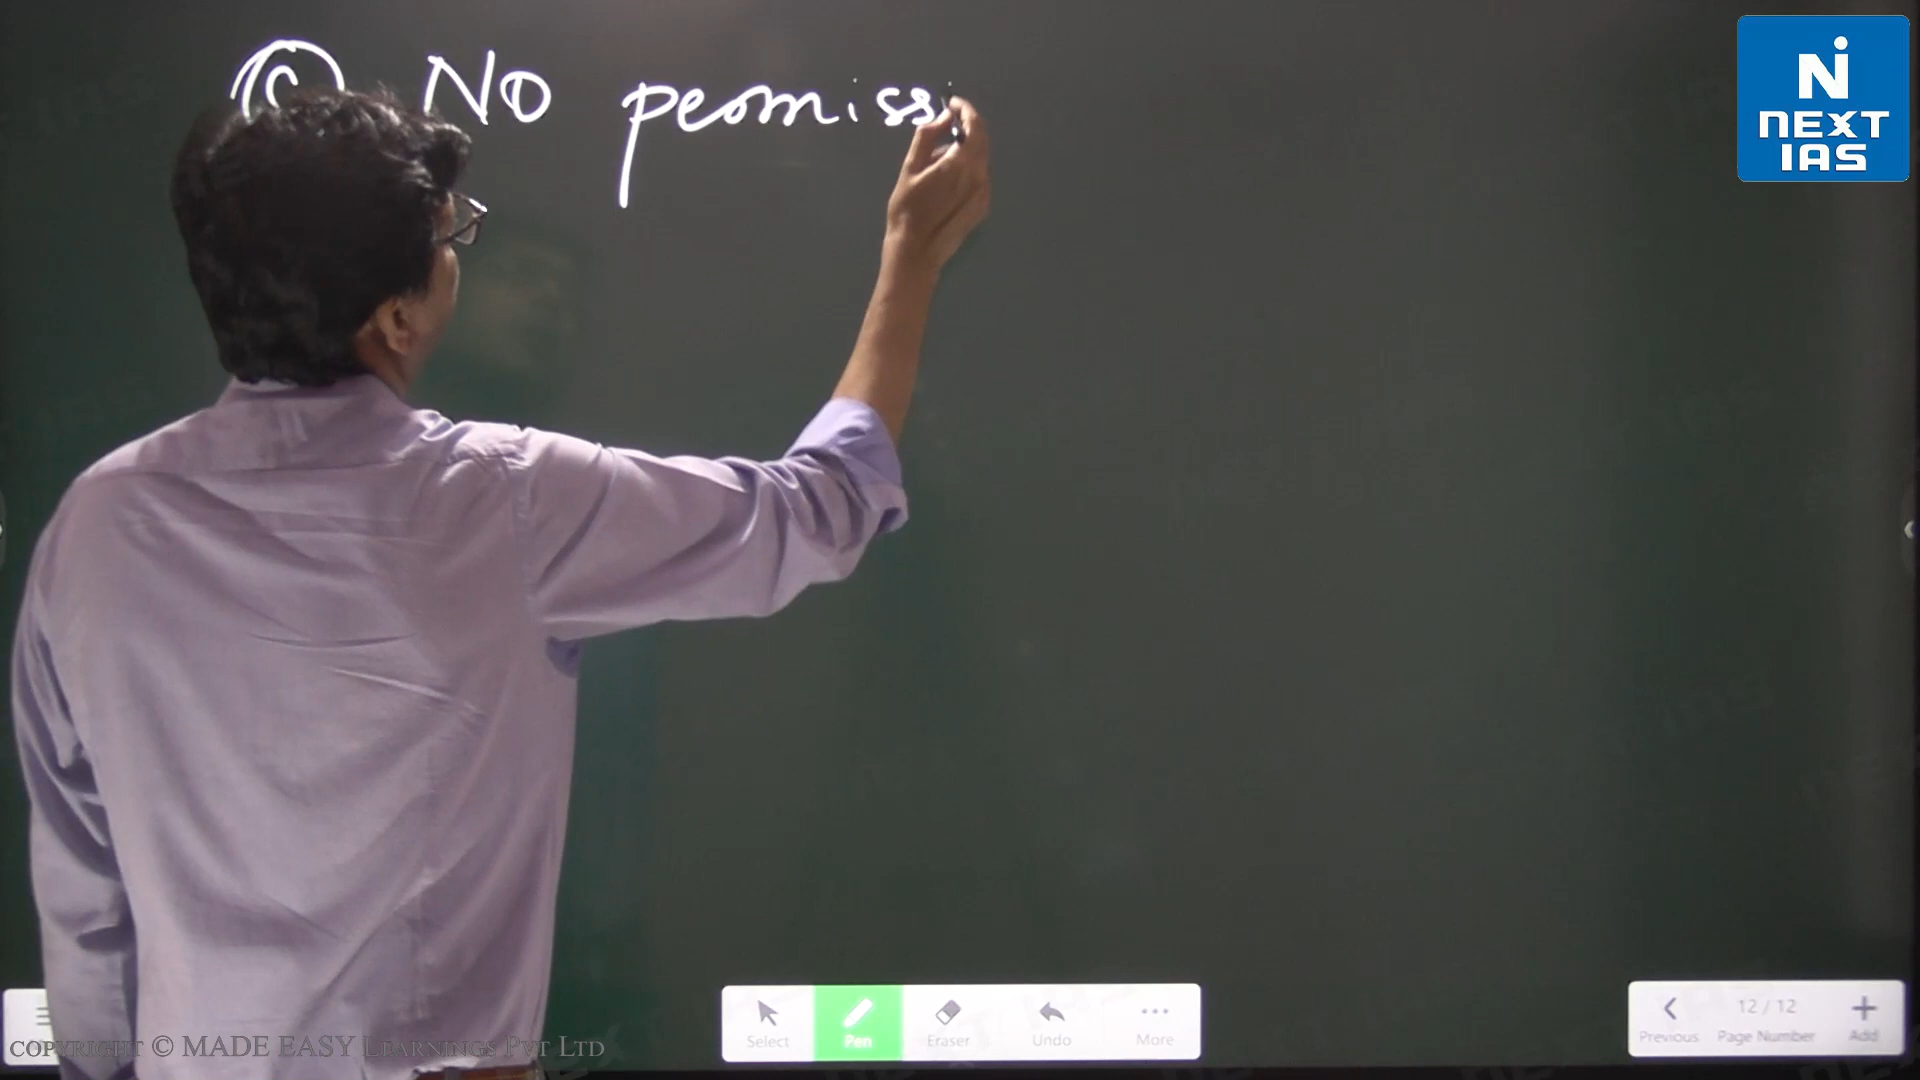 © No permiss
NEXT
IAS
Select
Pen
Eraser
Undo
More
Previous
12 / 12
Page Number
Add
COPYRIGHT © MADE EASY LEARNINGS PVT LTD